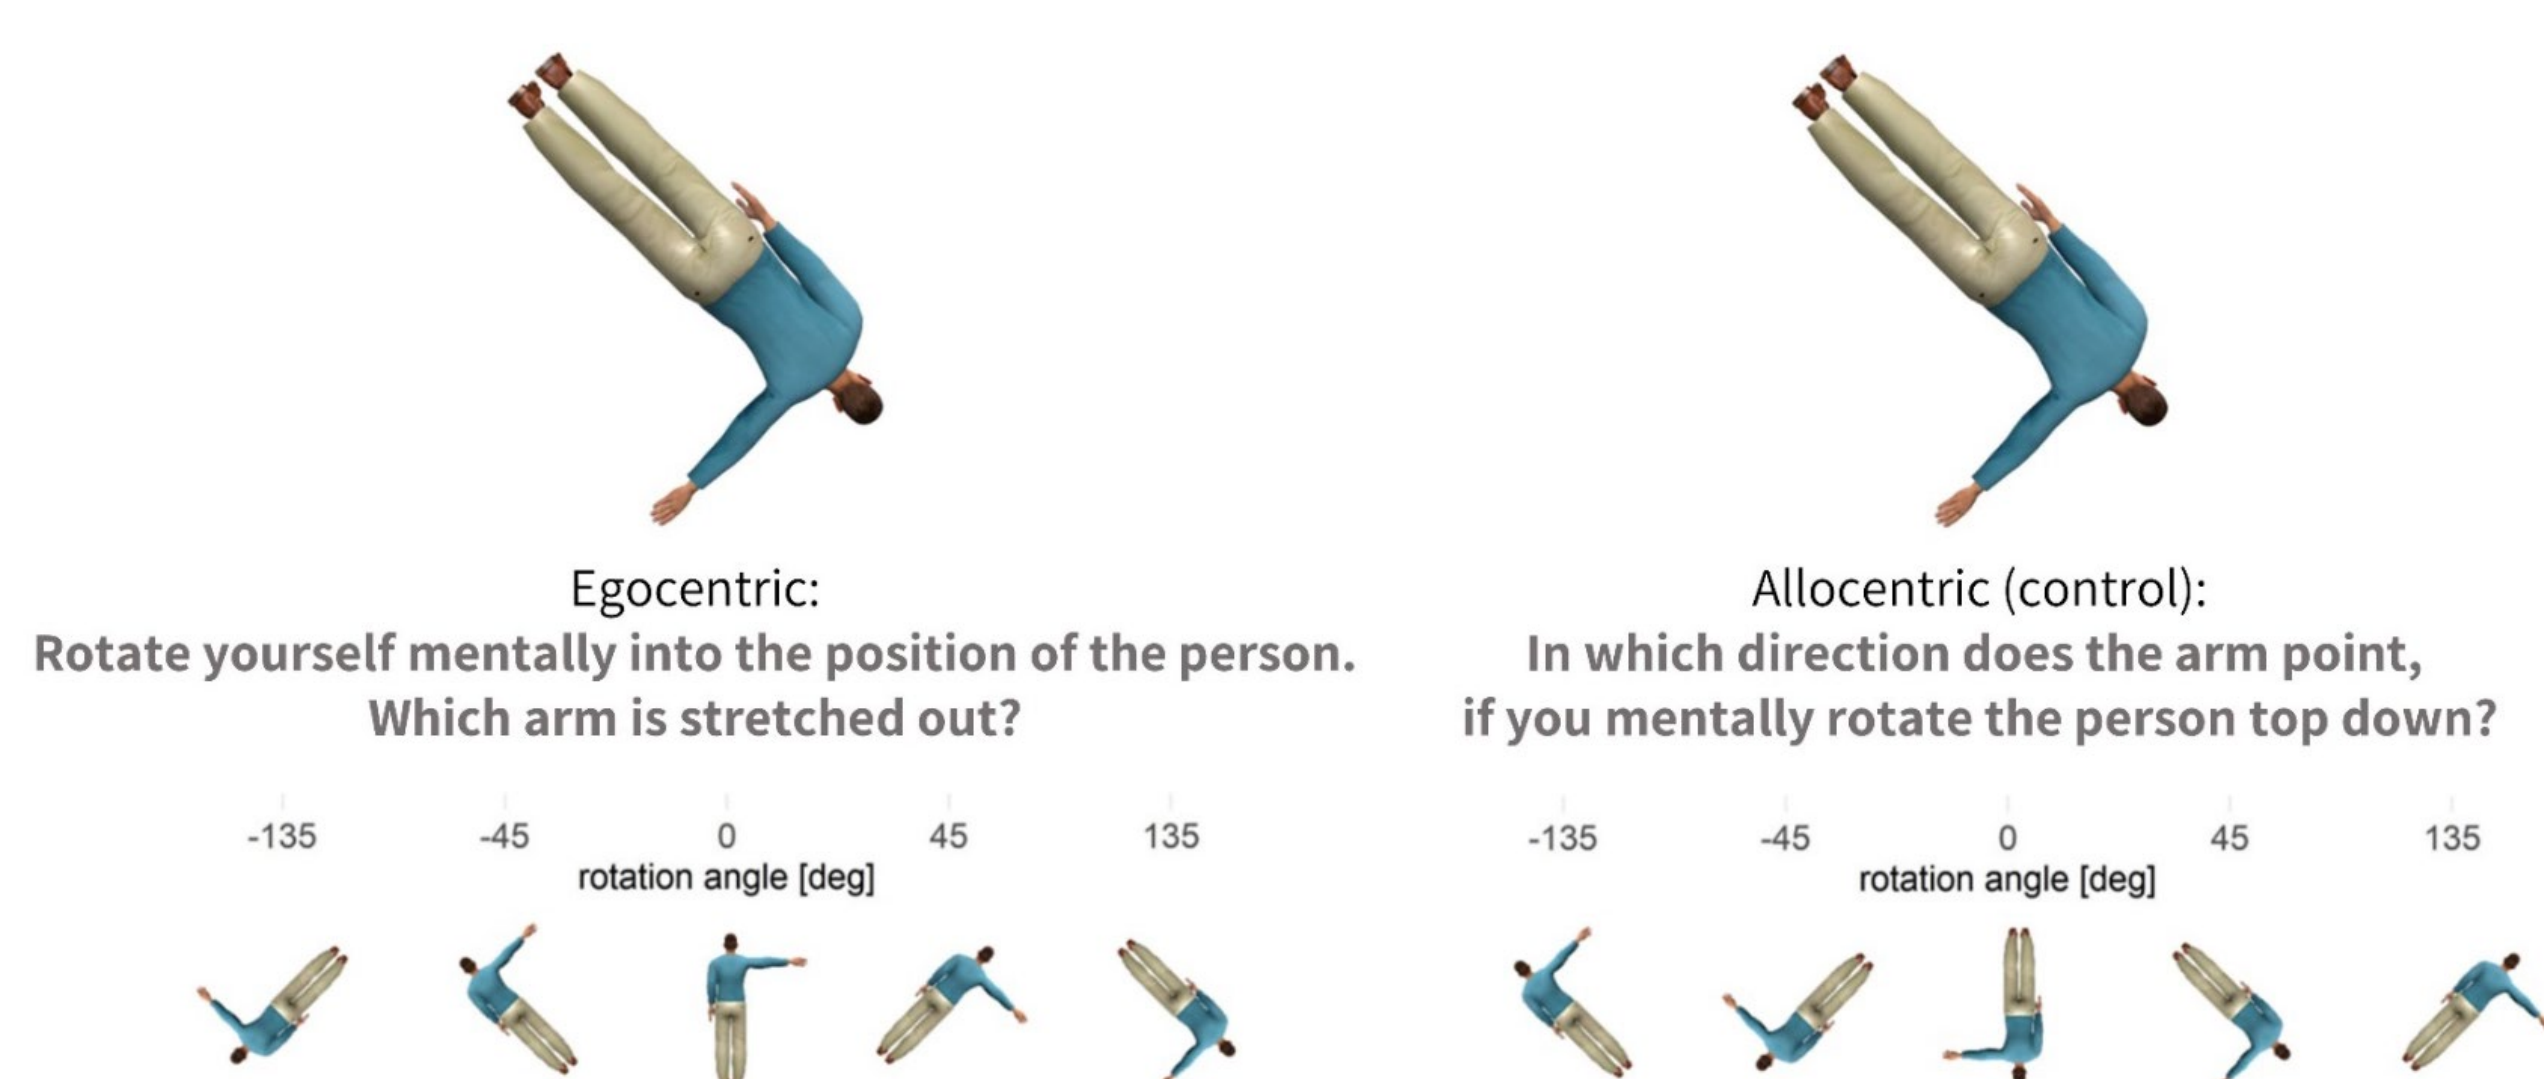 Egocentric:
Rotate yourself mentally into the position of the person.
Which arm is stretched out?
-135 -45 0 45 135
rotation angle [deg]
Allocentric (control):
In which direction does the arm point,
if you mentally rotate the person top down?
-135 -45 0 45 135
rotation angle [deg]